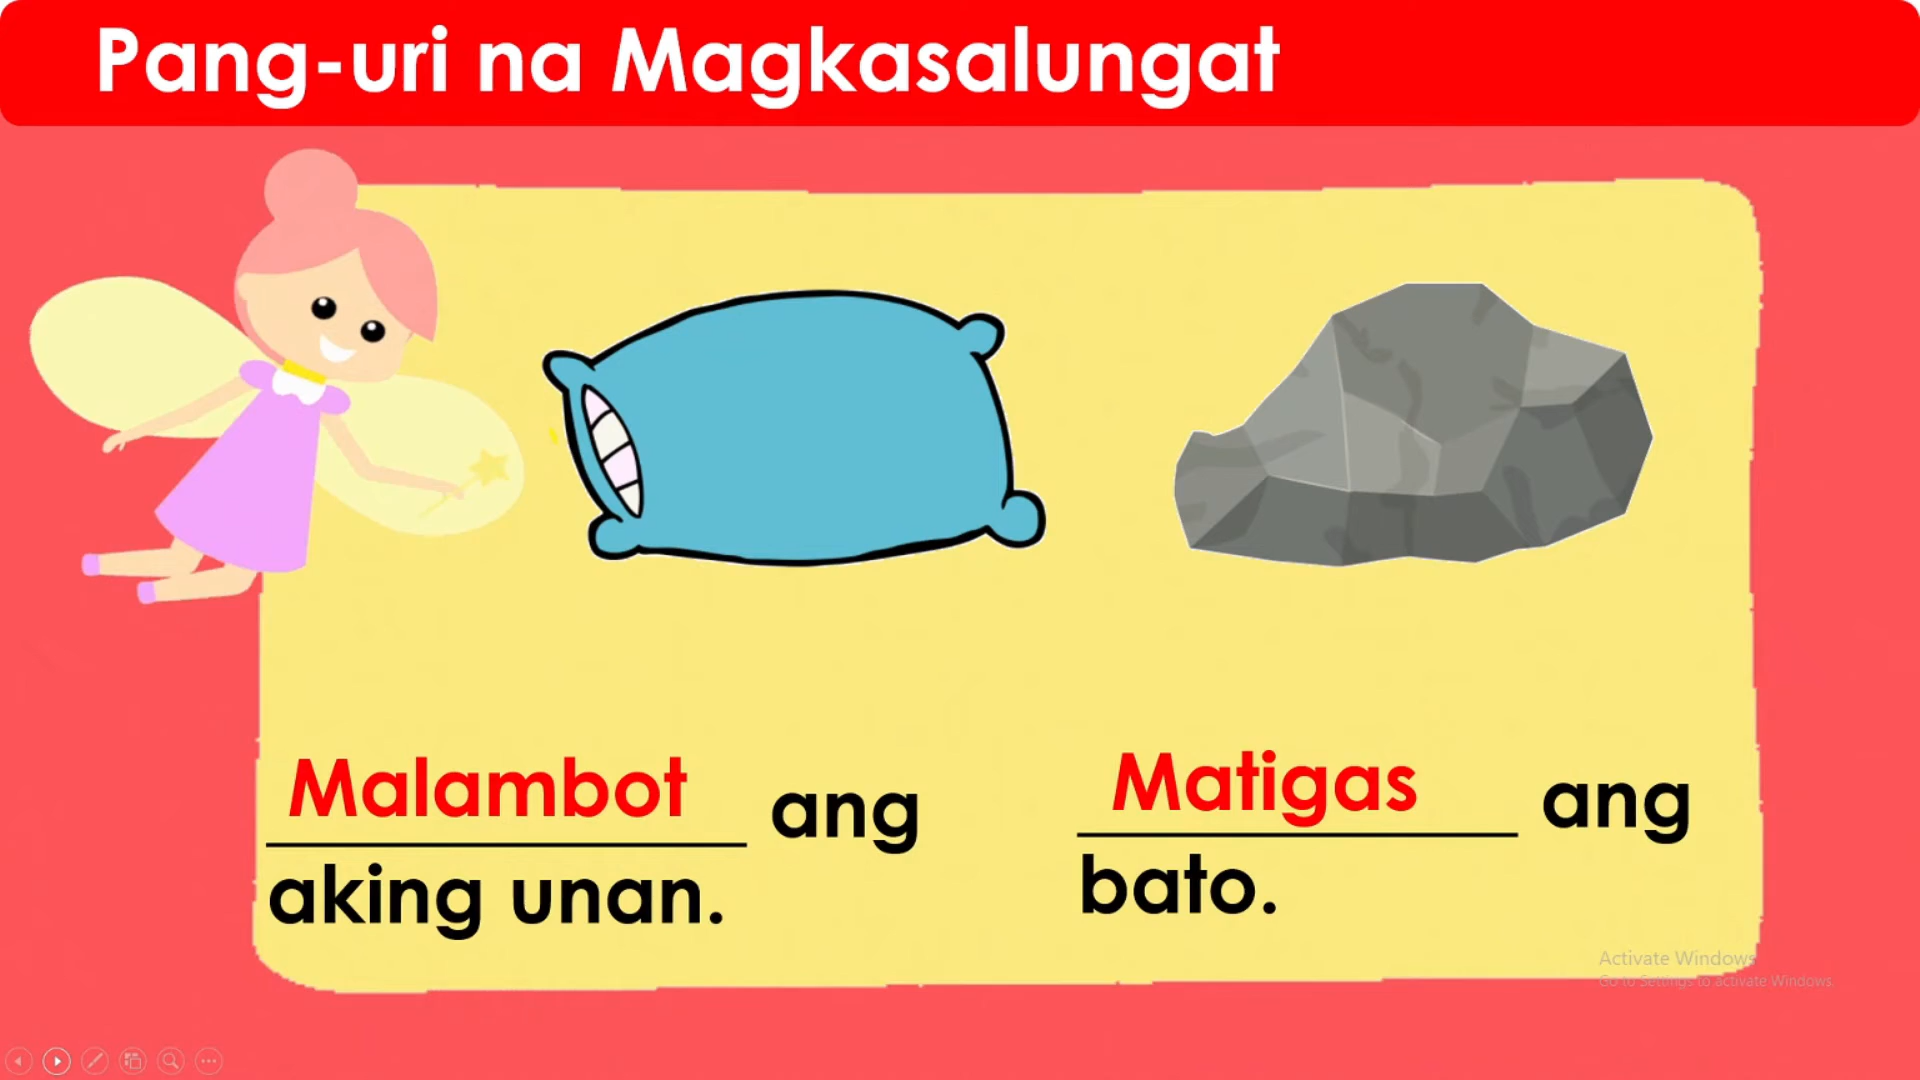 Pang-uri na Magkasalungat
Malambot ang
aking unan.
Matigas ang
bato.
Activate Windows
Go to Settings to activate Windows.